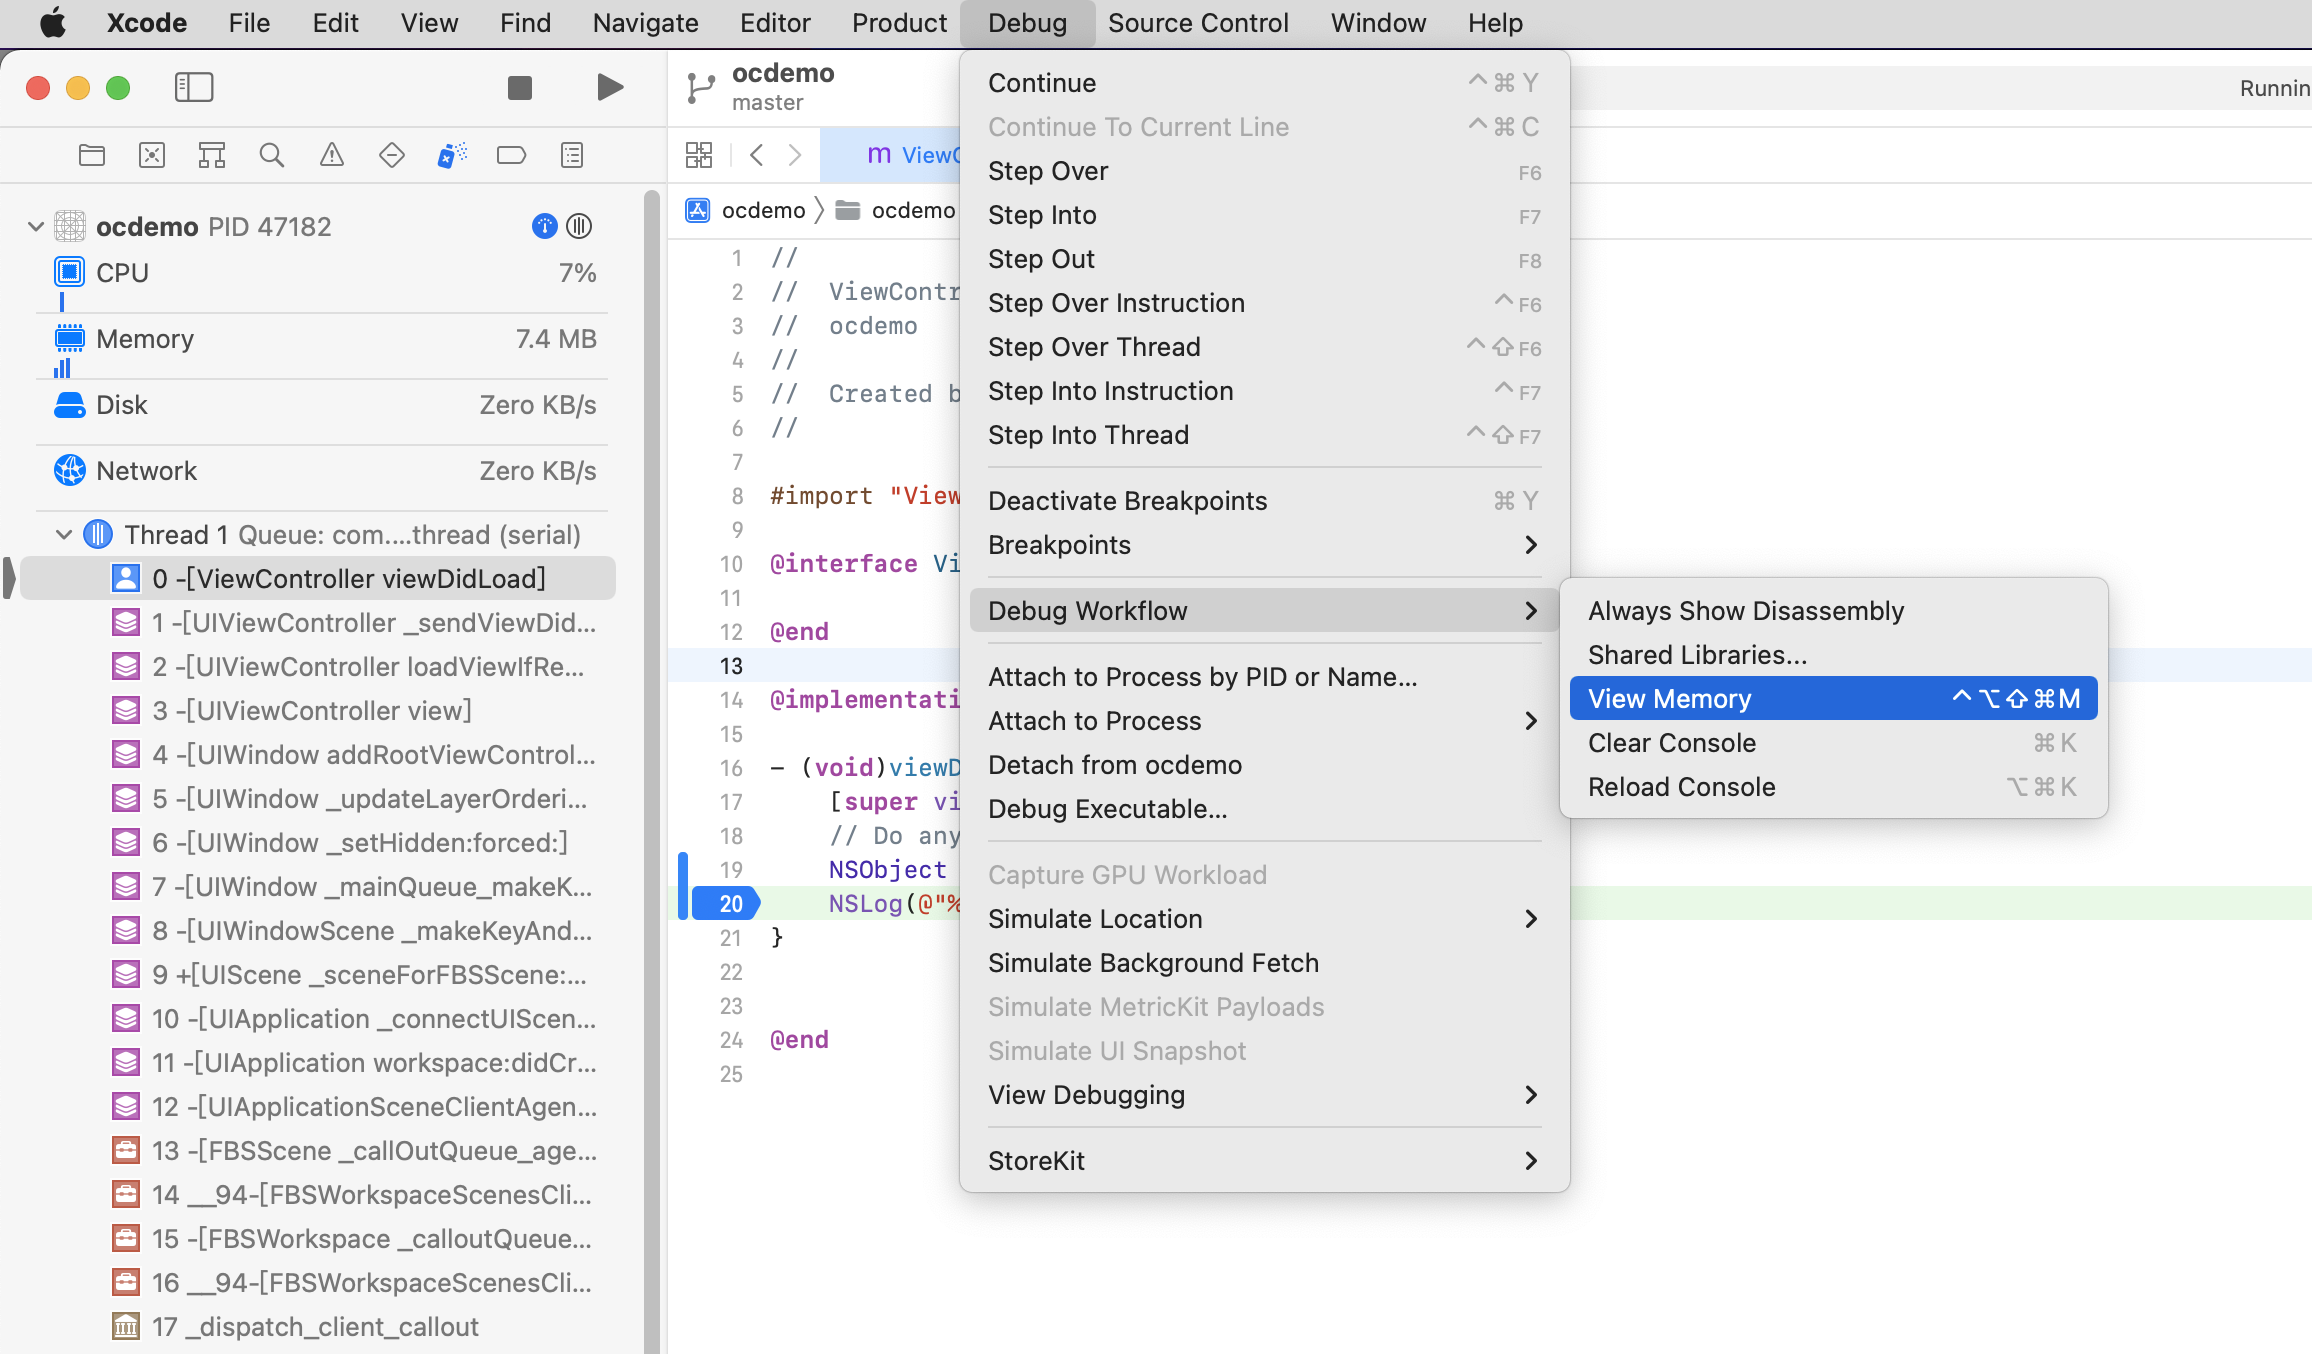 Xcode File Edit View Find Navigate Editor Product Debug Source Control Window Help
ocdemo
master
Runnin
m ViewC
ocdemo PID 47182
CPU 7%
Memory 7.4 MB
Disk Zero KB/s
Network Zero KB/s
Thread 1 Queue: com....thread (serial)
0 -[ViewController viewDidLoad]
1 -[UIViewController _sendViewDid...
2 -[UIViewController loadViewIfRe...
3 -[UIViewController view]
4 -[UIWindow addRootViewControl...
5 -[UIWindow _updateLayerOrderi...
6 -[UIWindow _setHidden:forced:]
7 -[UIWindow _mainQueue_makeK...
8 -[UIWindowScene _makeKeyAnd...
9 +[UIScene _sceneForFBSScene:...
10 -[UIApplication _connectUIScen...
11 -[UIApplication workspace:didCr...
12 -[UIApplicationSceneClientAgen...
13 -[FBSScene _callOutQueue_age...
14 __94-[FBSWorkspaceScenesCli...
15 -[FBSWorkspace _calloutQueue...
16 __94-[FBSWorkspaceScenesCli...
17 _dispatch_client_callout
ocdemo 〉 ocdemo
1 //
2 //  ViewContr
3 //  ocdemo
4 //
5 //  Created b
6 //
7
8 #import "View
9
10 @interface Vi
11
12 @end
13
14 @implementati
15
16 - (void)viewD
17     [super vi
18     // Do any
19     NSObject
20     NSLog(@"%
21 }
22
23
24 @end
25
Continue ^⌘Y
Continue To Current Line ^⌘C
Step Over F6
Step Into F7
Step Out F8
Step Over Instruction ^F6
Step Over Thread ^⇧F6
Step Into Instruction ^F7
Step Into Thread ^⇧F7
Deactivate Breakpoints ⌘Y
Breakpoints
Debug Workflow
Attach to Process by PID or Name...
Attach to Process
Detach from ocdemo
Debug Executable...
Capture GPU Workload
Simulate Location
Simulate Background Fetch
Simulate MetricKit Payloads
Simulate UI Snapshot
View Debugging
StoreKit
Always Show Disassembly
Shared Libraries...
View Memory ^⌥⇧⌘M
Clear Console ⌘K
Reload Console ⌥⌘K